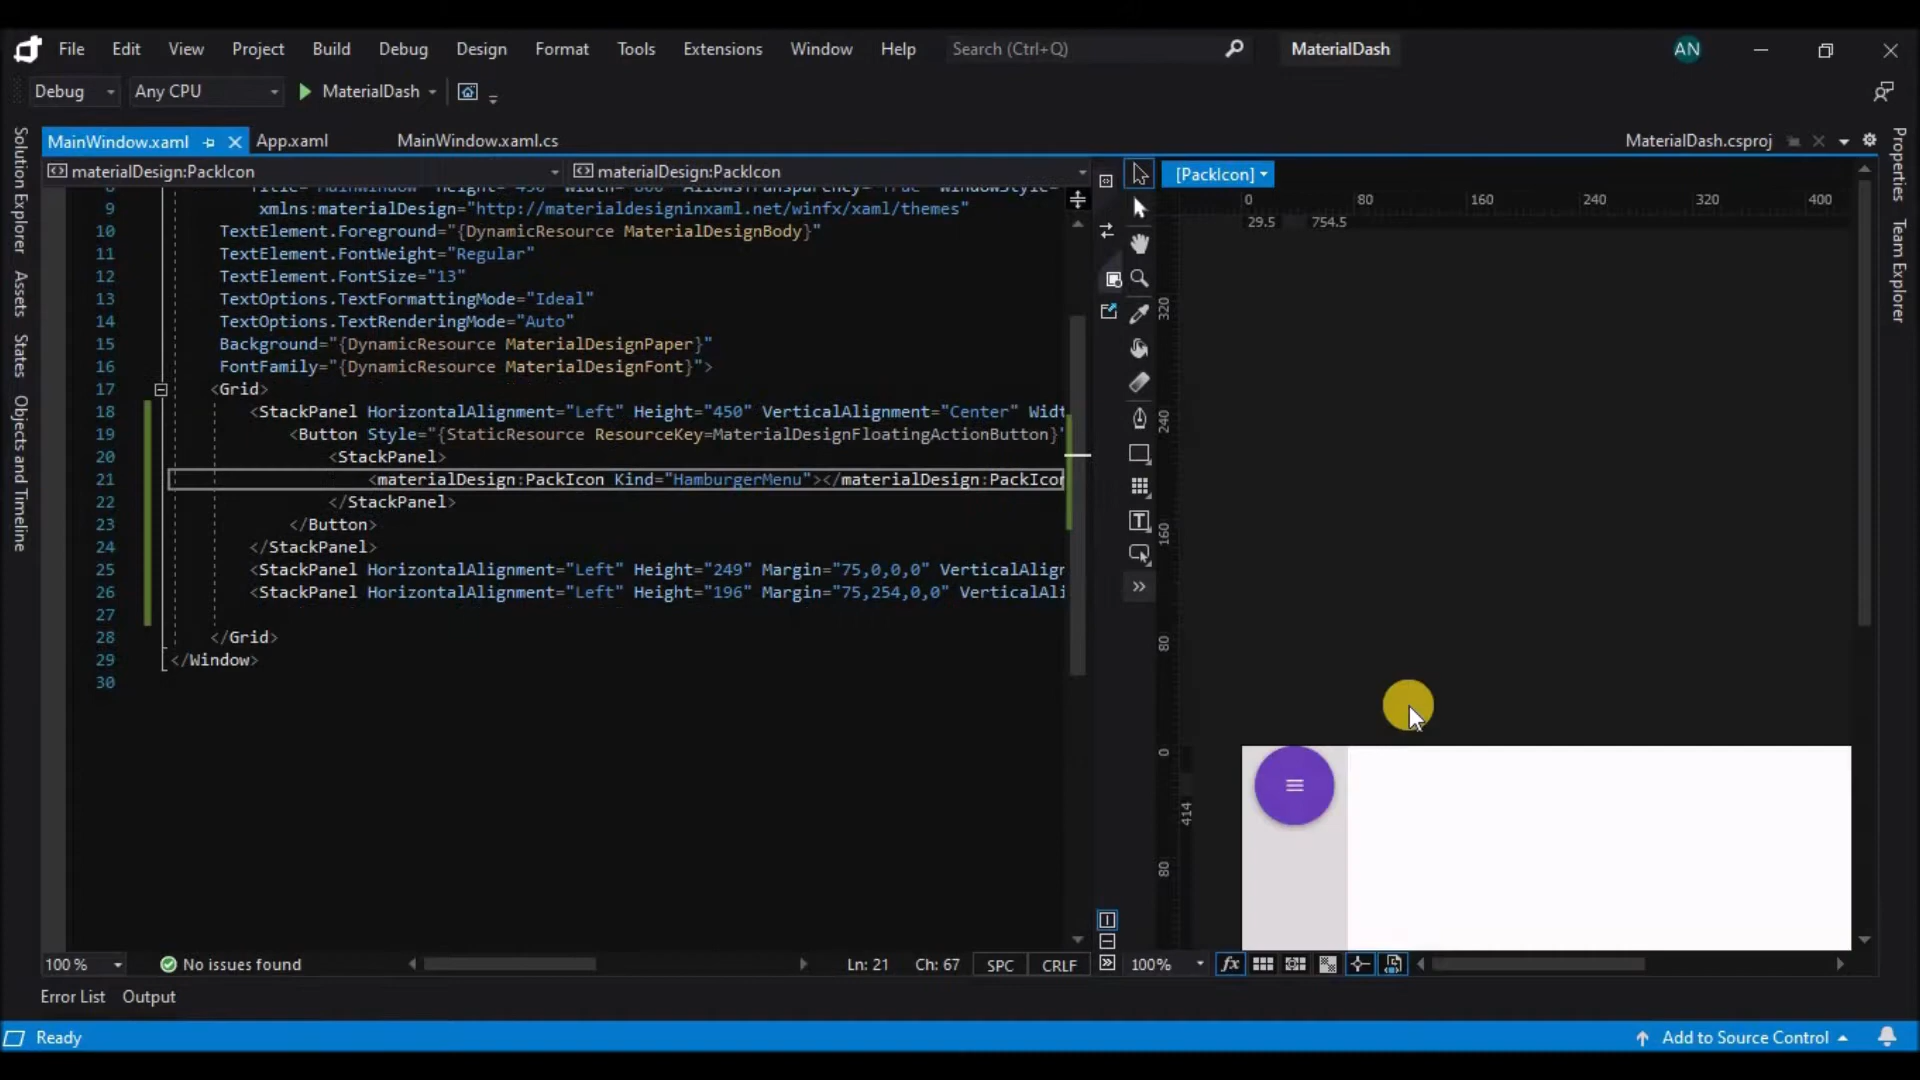 File Edit View Project Build Debug Design Format Tools Extensions Window Help Search (Ctrl+Q) MaterialDash AN
Debug Any CPU MaterialDash
MainWindow.xaml App.xaml MainWindow.xaml.cs MaterialDash.csproj
materialDesign:PackIcon materialDesign:PackIcon [PackIcon]
0 80 160 240 320 400
29.5 754.5
9 xmlns:materialDesign="http://materialdesigninxaml.net/winfx/xaml/themes"
10 TextElement.Foreground="{DynamicResource MaterialDesignBody}"
11 TextElement.FontWeight="Regular"
12 TextElement.FontSize="13"
13 TextOptions.TextFormattingMode="Ideal"
14 TextOptions.TextRenderingMode="Auto"
15 Background="{DynamicResource MaterialDesignPaper}"
16 FontFamily="{DynamicResource MaterialDesignFont}">
17 <Grid>
18 <StackPanel HorizontalAlignment="Left" Height="450" VerticalAlignment="Center" Widt
19 <Button Style="{StaticResource ResourceKey=MaterialDesignFloatingActionButton}"
20 <StackPanel>
21 <materialDesign:PackIcon Kind="HamburgerMenu"></materialDesign:PackIcon
22 </StackPanel>
23 </Button>
24 </StackPanel>
25 <StackPanel HorizontalAlignment="Left" Height="249" Margin="75,0,0,0" VerticalAlign
26 <StackPanel HorizontalAlignment="Left" Height="196" Margin="75,254,0,0" VerticalAli
27
28 </Grid>
29 </Window>
30
Solution Explorer
Assets
States
Objects and Timeline
320
240
160
80
0
414
80
Properties
Team Explorer
100 % No issues found Ln: 21 Ch: 67 SPC CRLF 100% fx
Error List Output
Ready Add to Source Control